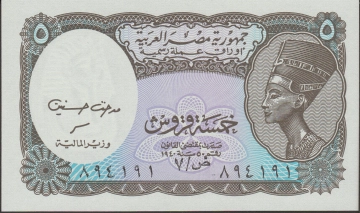 ٥
جمهورية مصر العربية
٥
أوراق عملة رسمية
خمسة قروش
مدحت حسنين
وزير المالية
صدرت بمقتضى القانون
رقم ٥٠ سنة ١٩٤٠
ض/٧
٨٩٤١٩١
٨٩٤١٩١